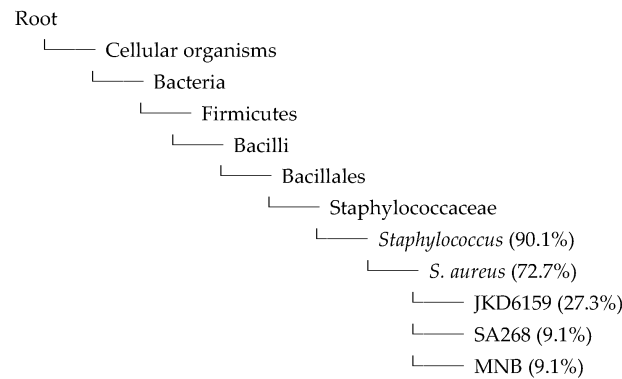 Root
Cellular organisms
Bacteria
Firmicutes
Bacilli
Bacillales
Staphylococcaceae
Staphylococcus (90.1%)
S. aureus (72.7%)
JKD6159 (27.3%)
SA268 (9.1%)
MNB (9.1%)